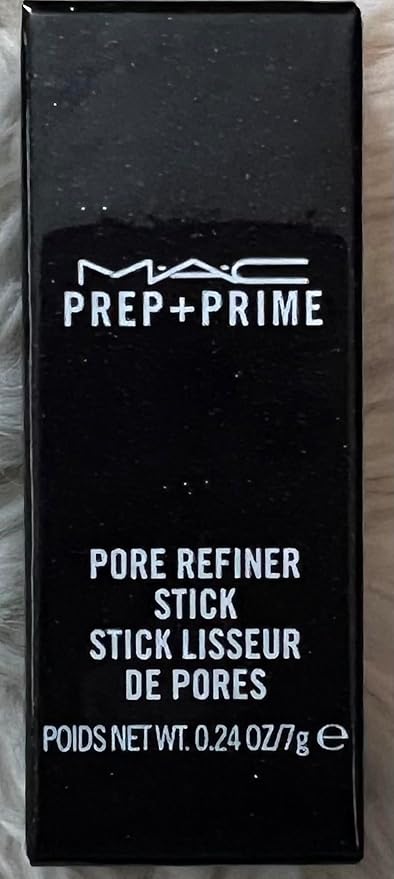 M·A·C
PREP+PRIME
PORE REFINER
STICK
STICK LISSEUR
DE PORES
POIDS NET WT. 0.24 OZ/7g e